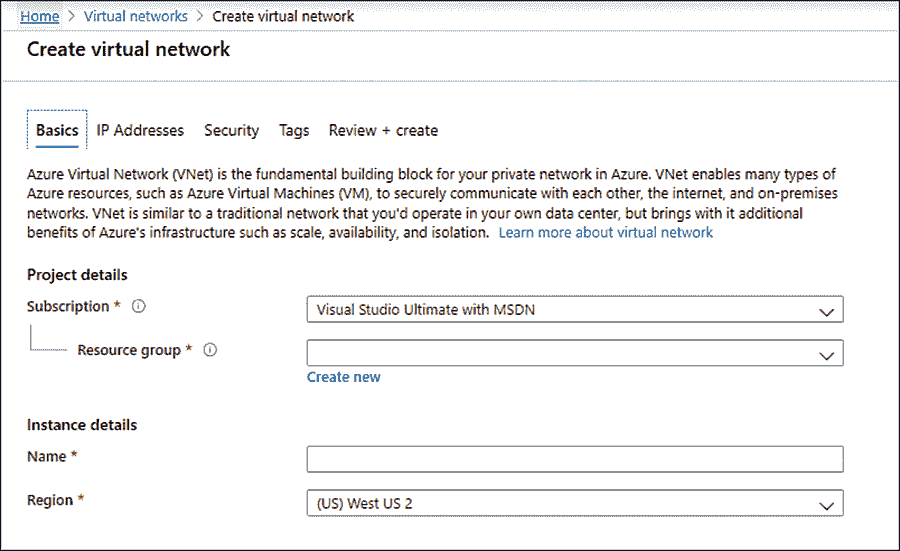 Home > Virtual networks > Create virtual network
Create virtual network
Basics IP Addresses Security Tags Review + create
Azure Virtual Network (VNet) is the fundamental building block for your private network in Azure. VNet enables many types of
Azure resources, such as Azure Virtual Machines (VM), to securely communicate with each other, the internet, and on-premises
networks. VNet is similar to a traditional network that you'd operate in your own data center, but brings with it additional
benefits of Azure's infrastructure such as scale, availability, and isolation. Learn more about virtual network
Project details
Subscription * Visual Studio Ultimate with MSDN
Resource group *
Create new
Instance details
Name *
Region * (US) West US 2